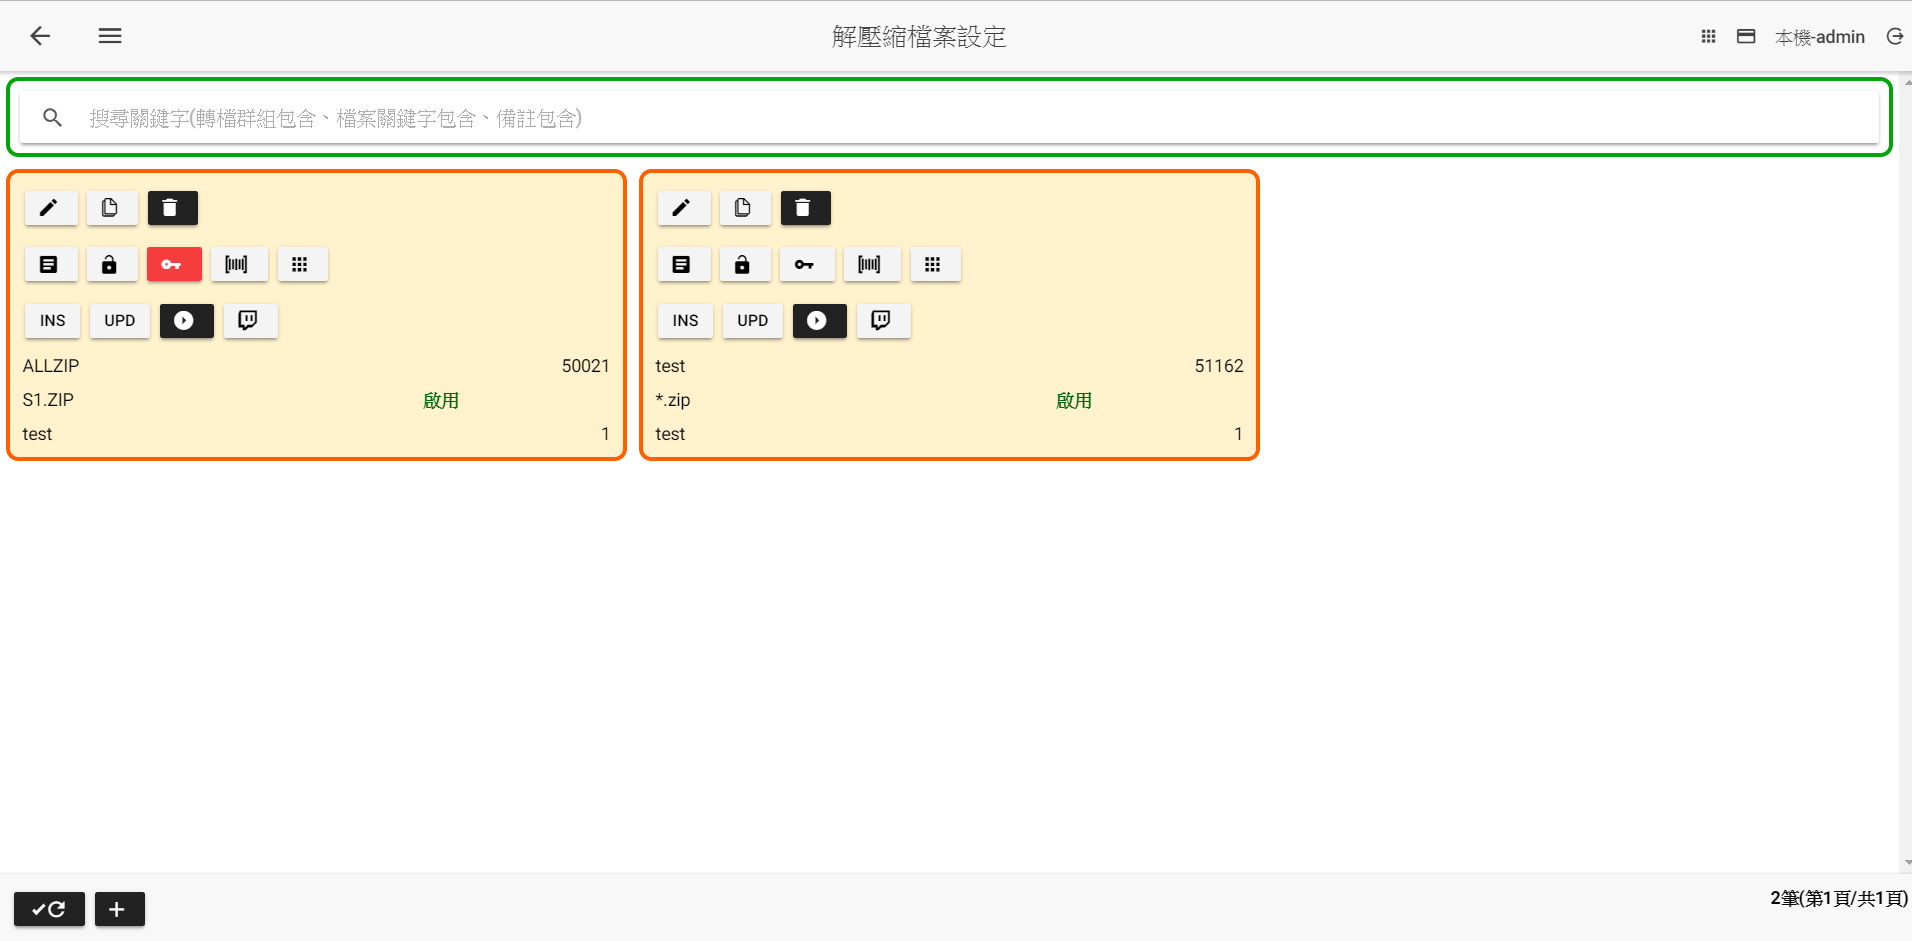 解壓縮檔案設定
本機-admin
搜尋關鍵字(轉檔群組包含、檔案關鍵字包含、備註包含)
INS UPD
ALLZIP 50021
S1.ZIP 啟用
test 1
INS UPD
test 51162
*.zip 啟用
test 1
2筆(第1頁/共1頁)